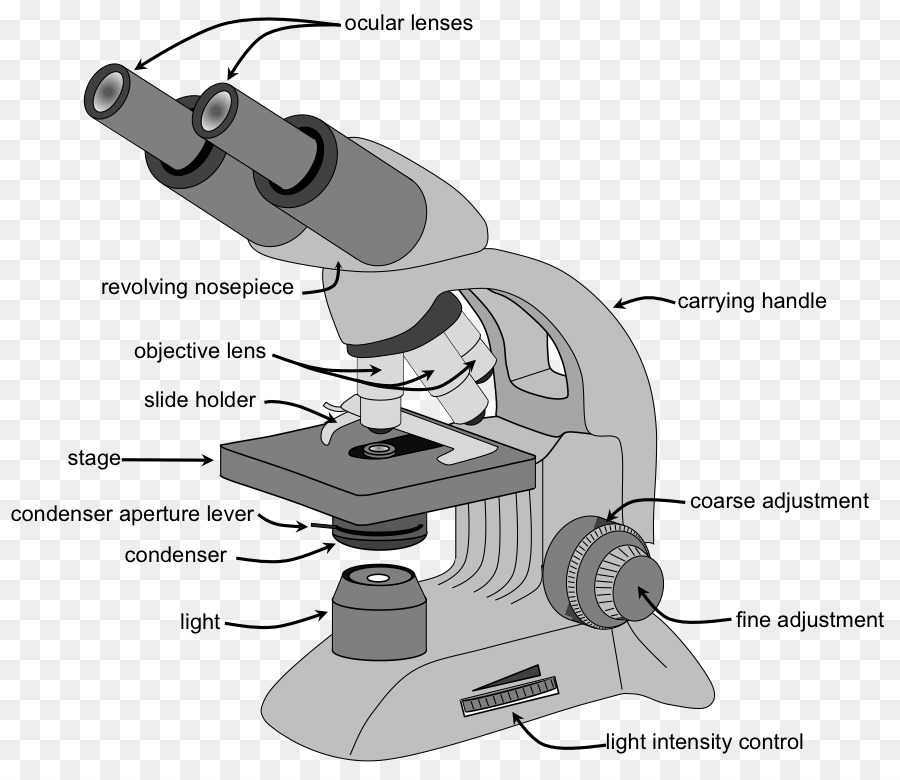 ocular lenses
revolving nosepiece
carrying handle
objective lens
slide holder
stage
coarse adjustment
condenser aperture lever
condenser
light
fine adjustment
light intensity control